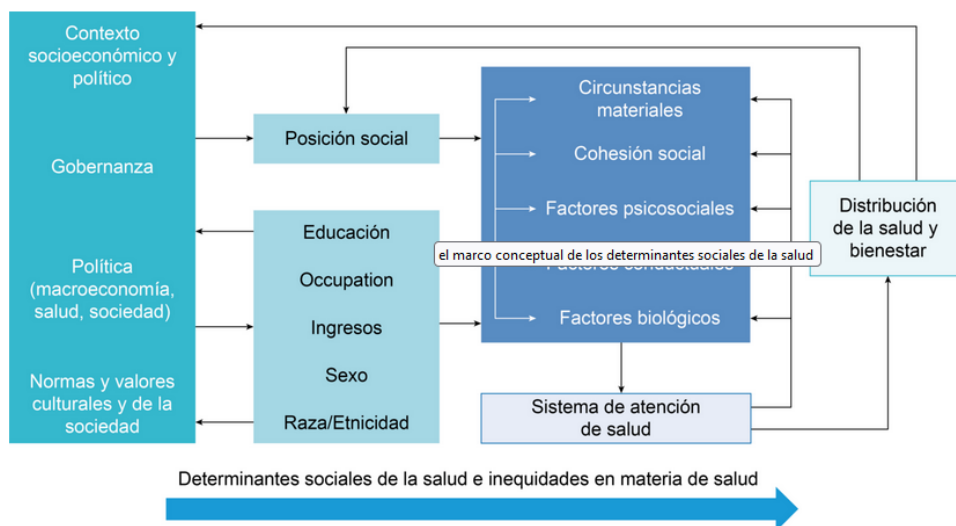 Contexto
socioeconómico y
político
Gobernanza
Política
(macroeconomía,
salud, sociedad)
Normas y valores
culturales y de la
sociedad
Posición social
Educación
Occupation
Ingresos
Sexo
Raza/Etnicidad
Circunstancias
materiales
Cohesión social
Factores psicosociales
el marco conceptual de los determinantes sociales de la salud
Factores conductuales
Factores biológicos
Sistema de atención
de salud
Distribución
de la salud y
bienestar
Determinantes sociales de la salud e inequidades en materia de salud